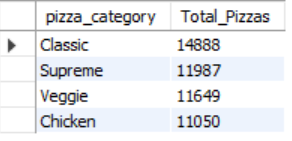 pizza_category Total_Pizzas
Classic 14888
Supreme 11987
Veggie 11649
Chicken 11050